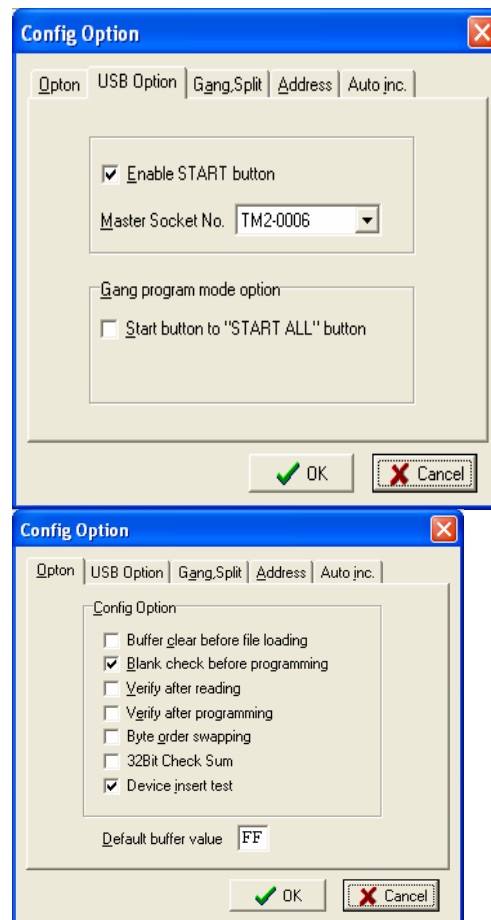 Config Option
Opton USB Option Gang,Split Address Auto inc.
Enable START button
Master Socket No. TM2-0006
Gang program mode option
Start button to "START ALL" button
OK Cancel
Config Option
Opton USB Option Gang,Split Address Auto inc.
Config Option
Buffer clear before file loading
Blank check before programming
Verify after reading
Verify after programming
Byte order swapping
32Bit Check Sum
Device insert test
Default buffer value FF
OK Cancel